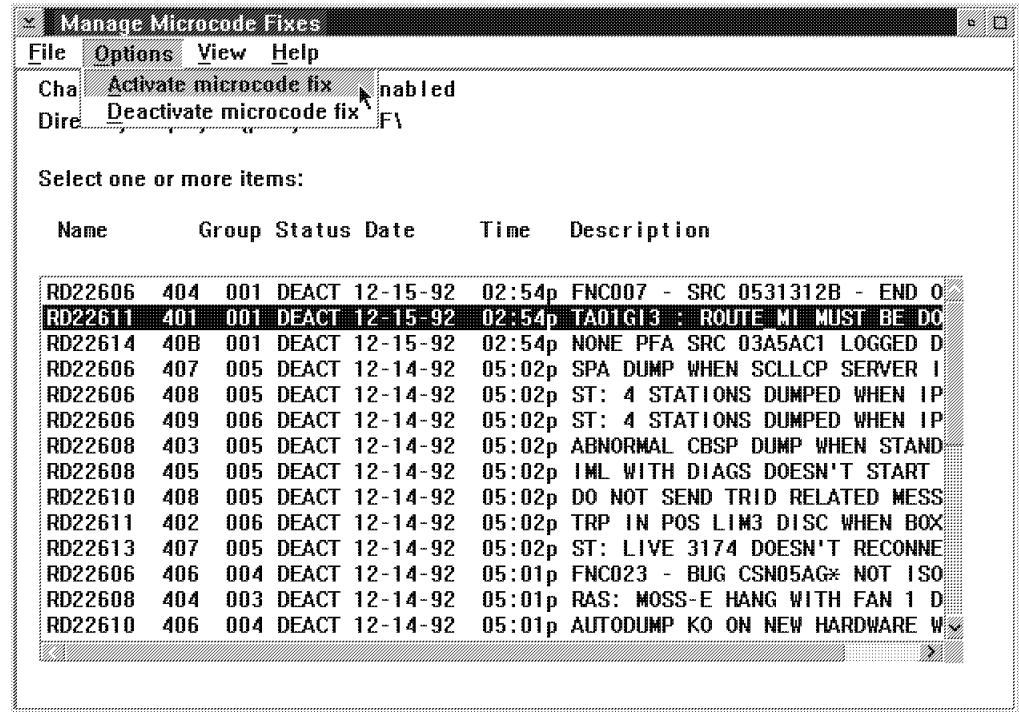 Manage Microcode Fixes
File Options View Help
Activate microcode fix
Deactivate microcode fix
Cha nabled
Dire F\
Select one or more items:
Name Group Status Date Time Description
RD22606 404 001 DEACT 12-15-92 02:54p FNC007 - SRC 0531312B - END O
RD22611 401 001 DEACT 12-15-92 02:54p TA01GI3 : ROUTE MI MUST BE DO
RD22614 40B 001 DEACT 12-15-92 02:54p NONE PFA SRC 03A5AC1 LOGGED D
RD22606 407 005 DEACT 12-14-92 05:02p SPA DUMP WHEN SCLLCP SERVER I
RD22606 408 005 DEACT 12-14-92 05:02p ST: 4 STATIONS DUMPED WHEN IP
RD22606 409 006 DEACT 12-14-92 05:02p ST: 4 STATIONS DUMPED WHEN IP
RD22608 403 005 DEACT 12-14-92 05:02p ABNORMAL CBSP DUMP WHEN STAND
RD22608 405 005 DEACT 12-14-92 05:02p IML WITH DIAGS DOESN'T START
RD22610 408 005 DEACT 12-14-92 05:02p DO NOT SEND TRID RELATED MESS
RD22611 402 006 DEACT 12-14-92 05:02p TRP IN POS LIM3 DISC WHEN BOX
RD22613 407 005 DEACT 12-14-92 05:02p ST: LIVE 3174 DOESN'T RECONNE
RD22606 406 004 DEACT 12-14-92 05:01p FNC023 - BUG CSN05AG* NOT ISO
RD22608 404 003 DEACT 12-14-92 05:01p RAS: MOSS-E HANG WITH FAN 1 D
RD22610 406 004 DEACT 12-14-92 05:01p AUTODUMP KO ON NEW HARDWARE W